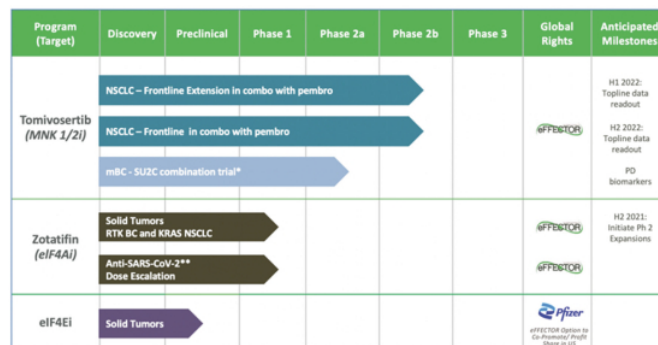 Program
(Target)
Discovery
Preclinical
Phase 1
Phase 2a
Phase 2b
Phase 3
Global
Rights
Anticipated
Milestones
Tomivosertib
(MNK 1/2i)
NSCLC – Frontline Extension in combo with pembro
H1 2022:
Topline data
readout
NSCLC – Frontline in combo with pembro
eFFECTOR
H2 2022:
Topline data
readout
mBC - SU2C combination trial*
PD
biomarkers
Zotatifin
(eIF4Ai)
Solid Tumors
RTK BC and KRAS NSCLC
eFFECTOR
H2 2021:
Initiate Ph 2
Expansions
Anti-SARS-CoV-2**
Dose Escalation
eFFECTOR
eIF4Ei
Solid Tumors
Pfizer
eFFECTOR Option to
Co-Promote/ Profit
Share in US